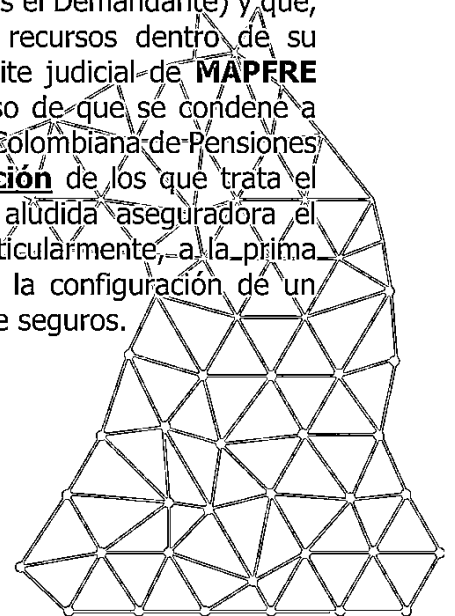 s el Demandante) y que,
recursos dentro de su
ite judicial de MAPFRE
so de que se condene a
Colombiana de Pensiones
ción de los que trata el
aludida aseguradora el
ticularmente, a la prima
la configuración de un
e seguros.